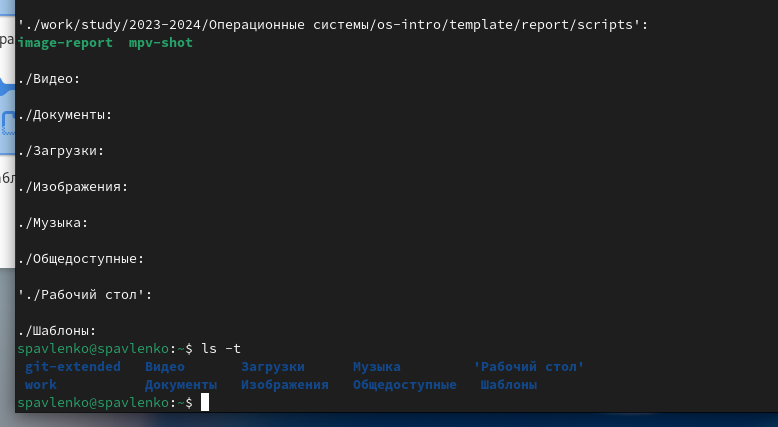 './work/study/2023-2024/Операционные системы/os-intro/template/report/scripts':
image-report  mpv-shot
./Видео:
./Документы:
./Загрузки:
./Изображения:
./Музыка:
./Общедоступные:
'./Рабочий стол':
./Шаблоны:
spavlenko@spavlenko:~$ ls -t
git-extended   Видео       Загрузки      Музыка         'Рабочий стол'
work           Документы   Изображения   Общедоступные   Шаблоны
spavlenko@spavlenko:~$